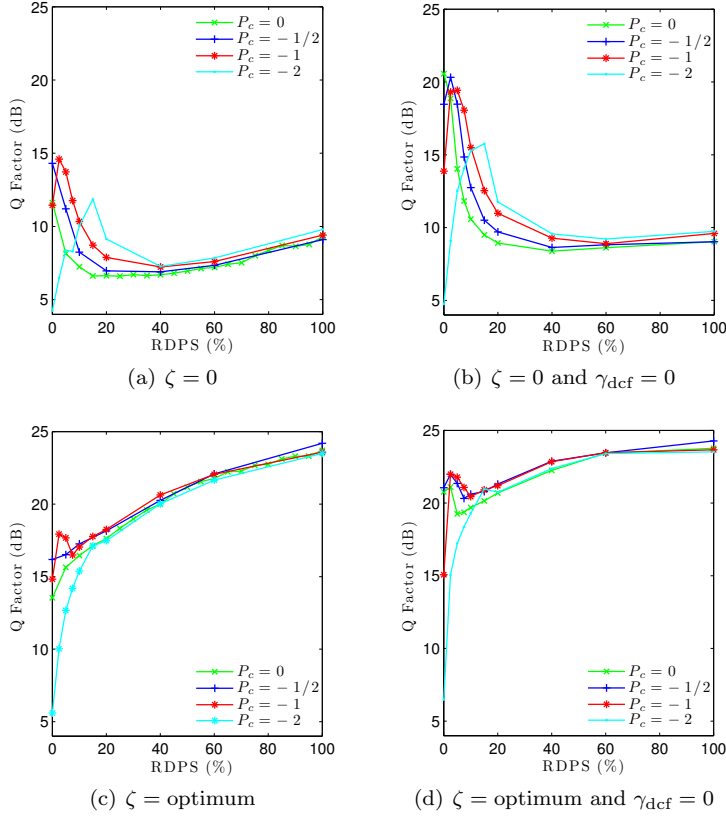 25
20
15
10
5
0 20 40 60 80 100
Q Factor (dB)
RDPS (%)
P_c = 0
P_c = − 1/2
P_c = − 1
P_c = − 2
(a) ζ = 0
25
20
15
10
5
0 20 40 60 80 100
Q Factor (dB)
RDPS (%)
P_c = 0
P_c = − 1/2
P_c = − 1
P_c = − 2
(b) ζ = 0 and γ_dcf = 0
25
20
15
10
5
0 20 40 60 80 100
Q Factor (dB)
RDPS (%)
P_c = 0
P_c = − 1/2
P_c = − 1
P_c = − 2
(c) ζ = optimum
25
20
15
10
5
0 20 40 60 80 100
Q Factor (dB)
RDPS (%)
P_c = 0
P_c = − 1/2
P_c = − 1
P_c = − 2
(d) ζ = optimum and γ_dcf = 0